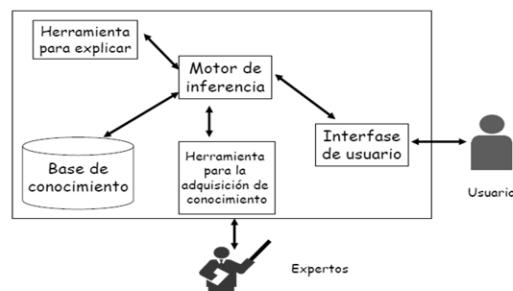 Herramienta
para explicar
Motor de
inferencia
Interfase
de usuario
Base de
conocimiento
Herramienta
para la
adquisición de
conocimiento
Usuario
Expertos